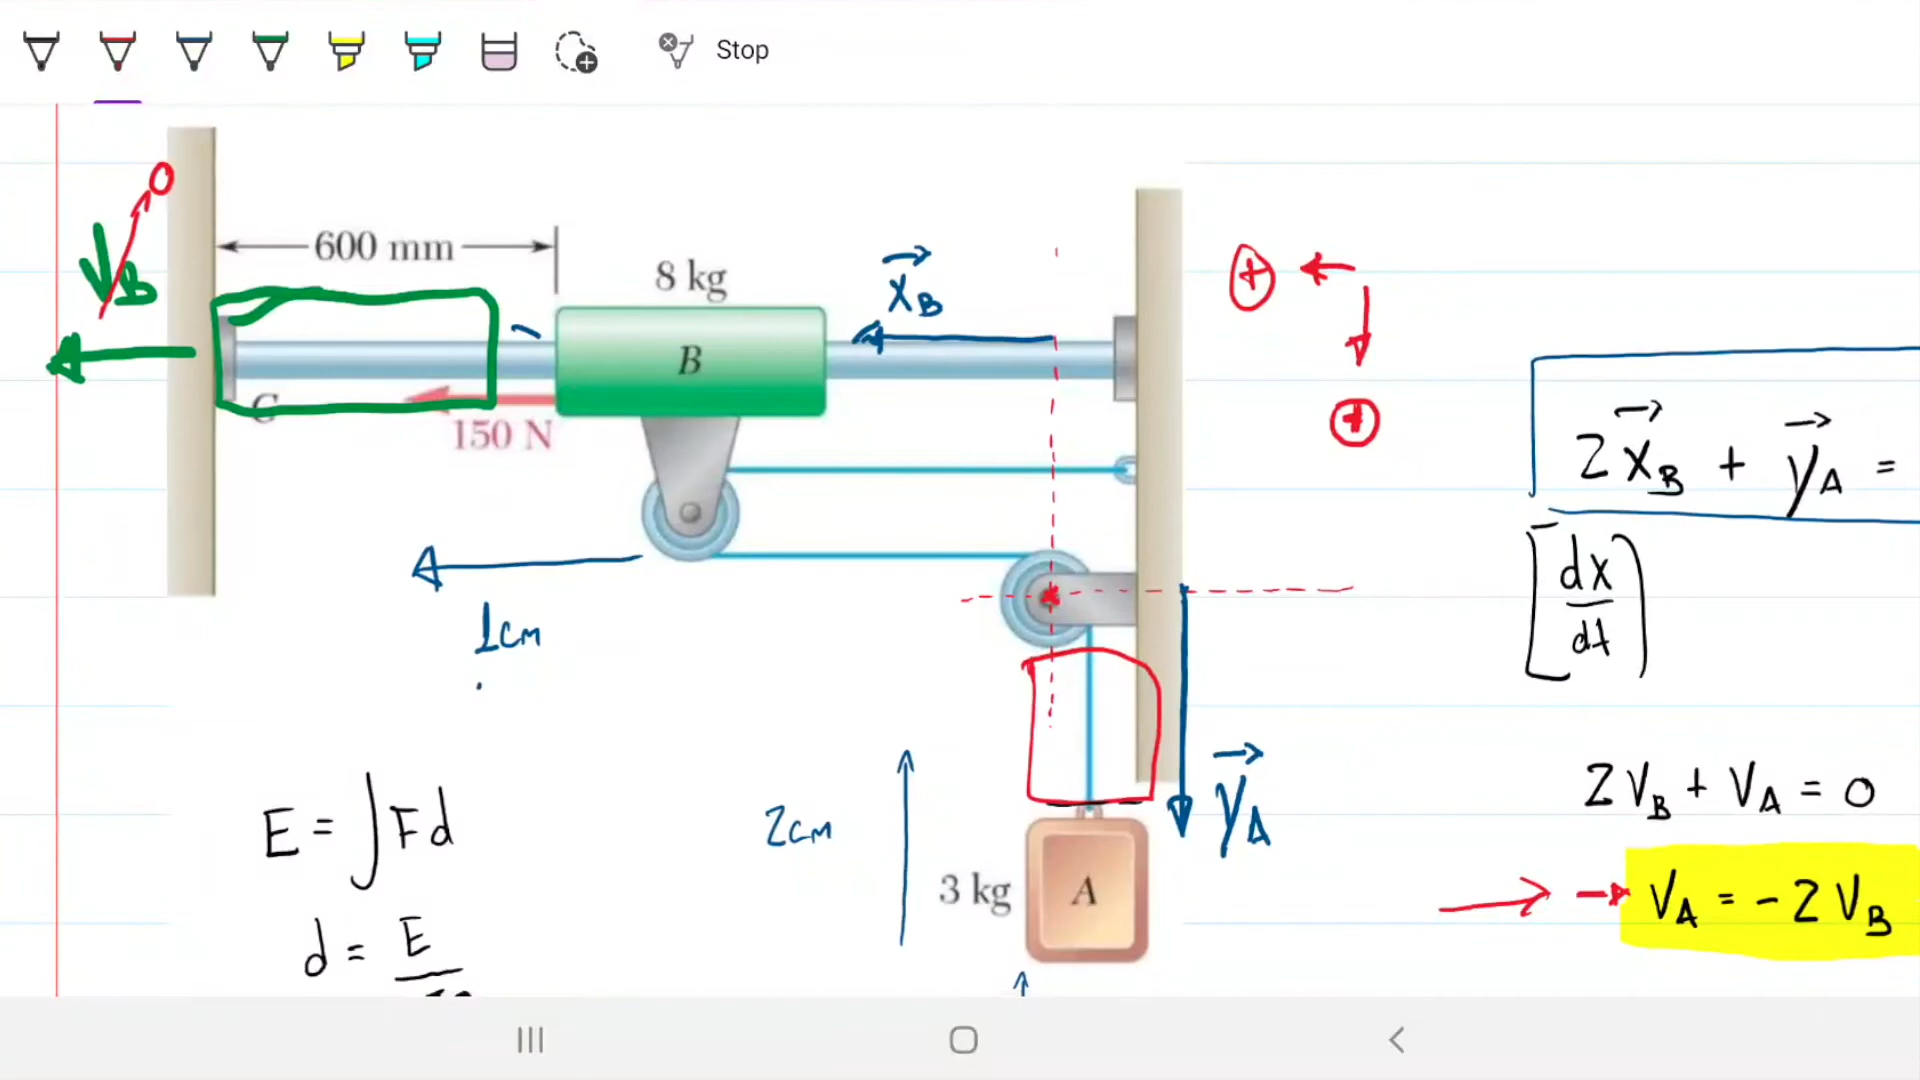 Stop
O
V_B
600 mm
8 kg
x_B
B
+
C
150 N
+
2x_B + y_A =
[dx/dt]
1cm
2V_B + V_A = 0
y_A
E = ∫Fd
2cm
3 kg
A
V_A = -2V_B
d = E